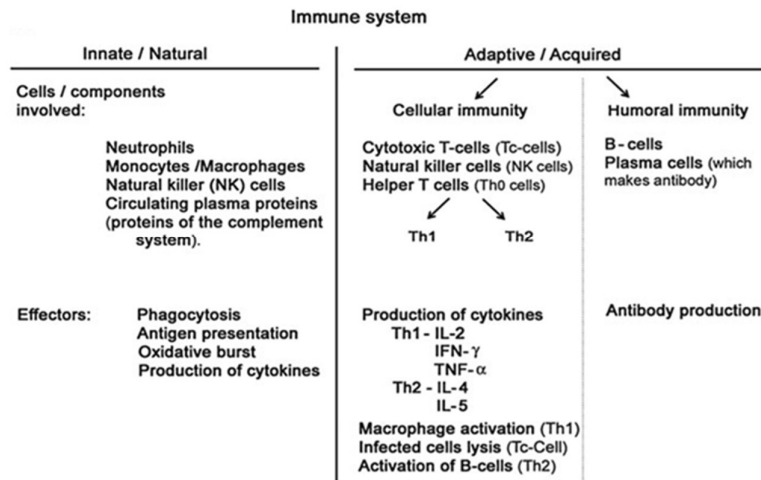 Immune system
Innate / Natural
Adaptive / Acquired
Cells / components
involved:
Neutrophils
Monocytes /Macrophages
Natural killer (NK) cells
Circulating plasma proteins
(proteins of the complement
system).
Cellular immunity
Cytotoxic T-cells (Tc-cells)
Natural killer cells (NK cells)
Helper T cells (Th0 cells)
Th1
Th2
Humoral immunity
B-cells
Plasma cells (which
makes antibody)
Effectors:
Phagocytosis
Antigen presentation
Oxidative burst
Production of cytokines
Production of cytokines
Th1 - IL-2
IFN-γ
TNF-α
Th2 - IL-4
IL-5
Macrophage activation (Th1)
Infected cells lysis (Tc-Cell)
Activation of B-cells (Th2)
Antibody production